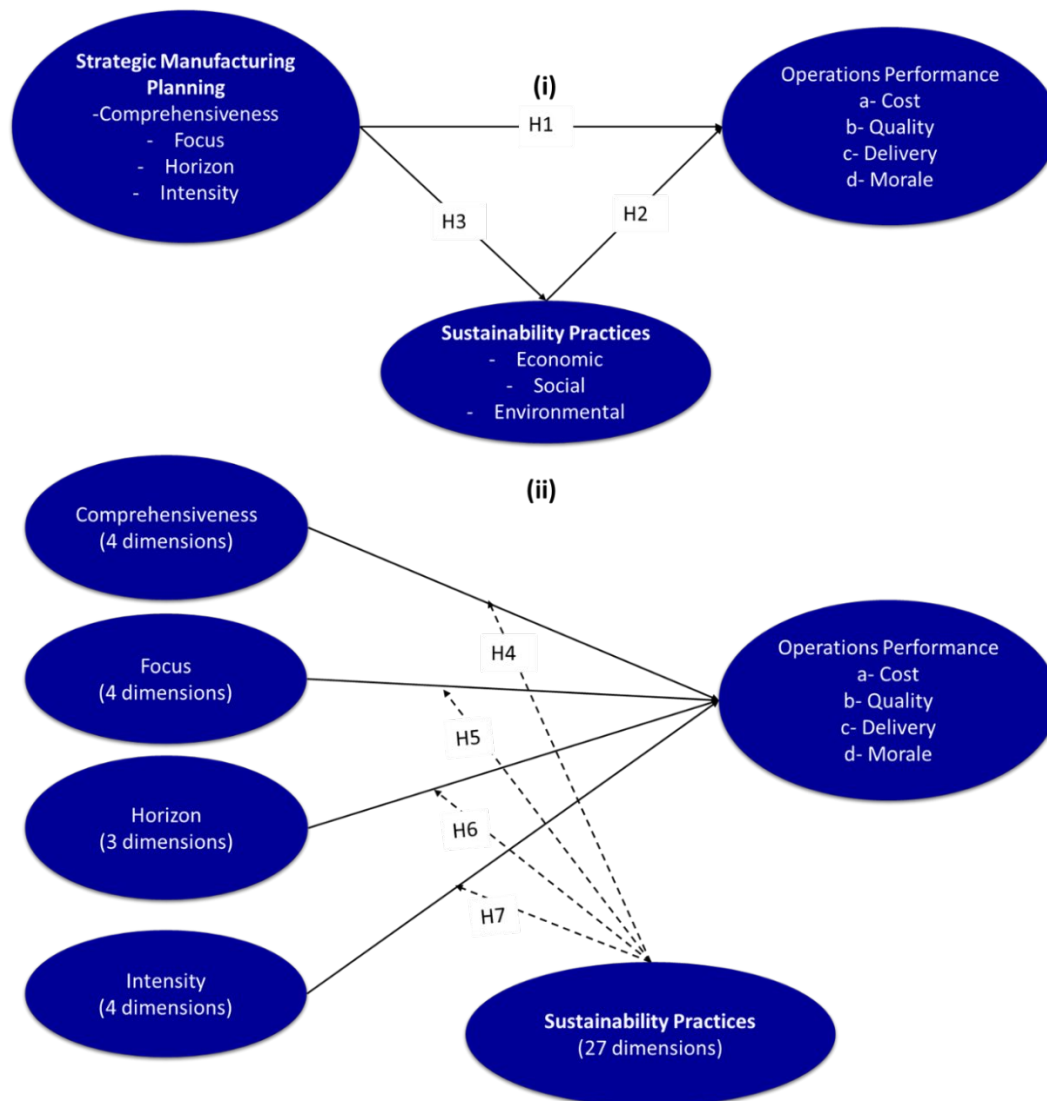 Strategic Manufacturing
Planning
-Comprehensiveness
- Focus
- Horizon
- Intensity
(i)
H1
Operations Performance
a- Cost
b- Quality
c- Delivery
d- Morale
H3
H2
Sustainability Practices
- Economic
- Social
- Environmental
(ii)
Comprehensiveness
(4 dimensions)
Focus
(4 dimensions)
Horizon
(3 dimensions)
Intensity
(4 dimensions)
H4
H5
H6
H7
Operations Performance
a- Cost
b- Quality
c- Delivery
d- Morale
Sustainability Practices
(27 dimensions)